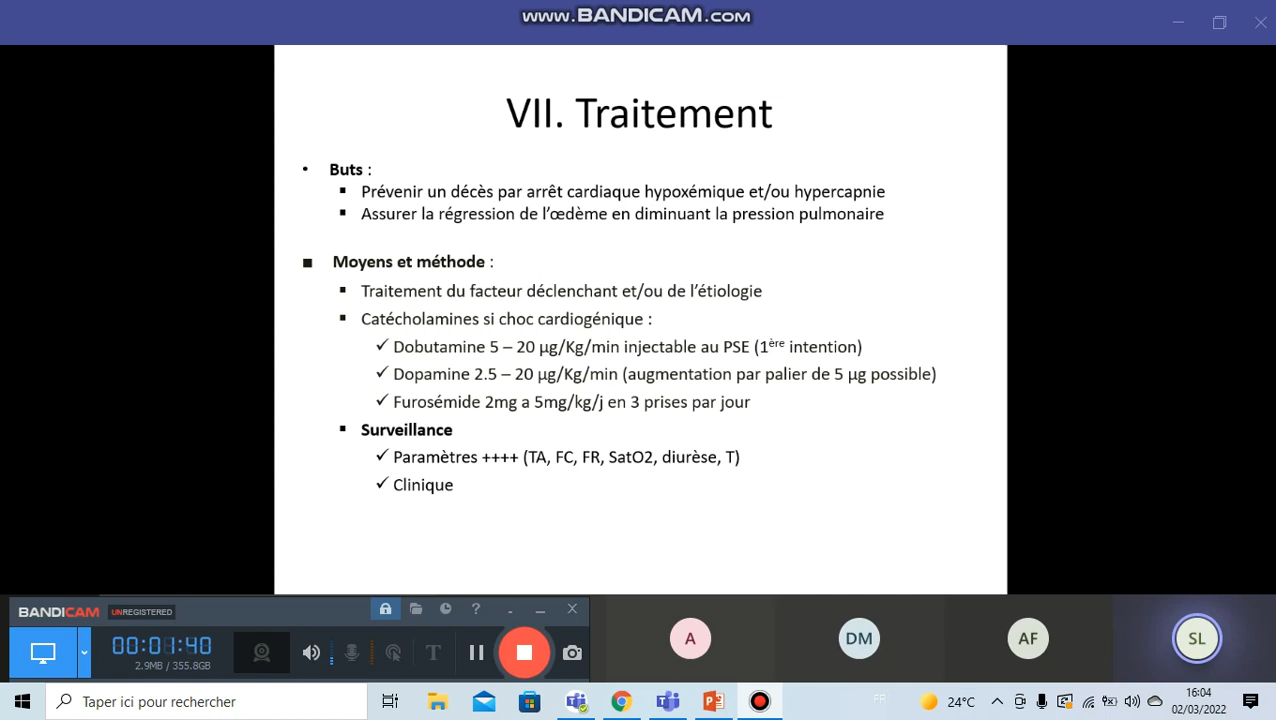 www.BANDICAM.com
VII. Traitement
• Buts :
▪ Prévenir un décès par arrêt cardiaque hypoxémique et/ou hypercapnie
▪ Assurer la régression de l’œdème en diminuant la pression pulmonaire
■ Moyens et méthode :
▪ Traitement du facteur déclenchant et/ou de l’étiologie
▪ Catécholamines si choc cardiogénique :
✓ Dobutamine 5 – 20 µg/Kg/min injectable au PSE (1ère intention)
✓ Dopamine 2.5 – 20 µg/Kg/min (augmentation par palier de 5 µg possible)
✓ Furosémide 2mg a 5mg/kg/j en 3 prises par jour
▪ Surveillance
✓ Paramètres ++++ (TA, FC, FR, SatO2, diurèse, T)
✓ Clinique
BANDICAM UNREGISTERED
00:01:40
2.9MB / 355.8GB
A DM AF SL
Taper ici pour rechercher
FR 24°C 16:04
02/03/2022